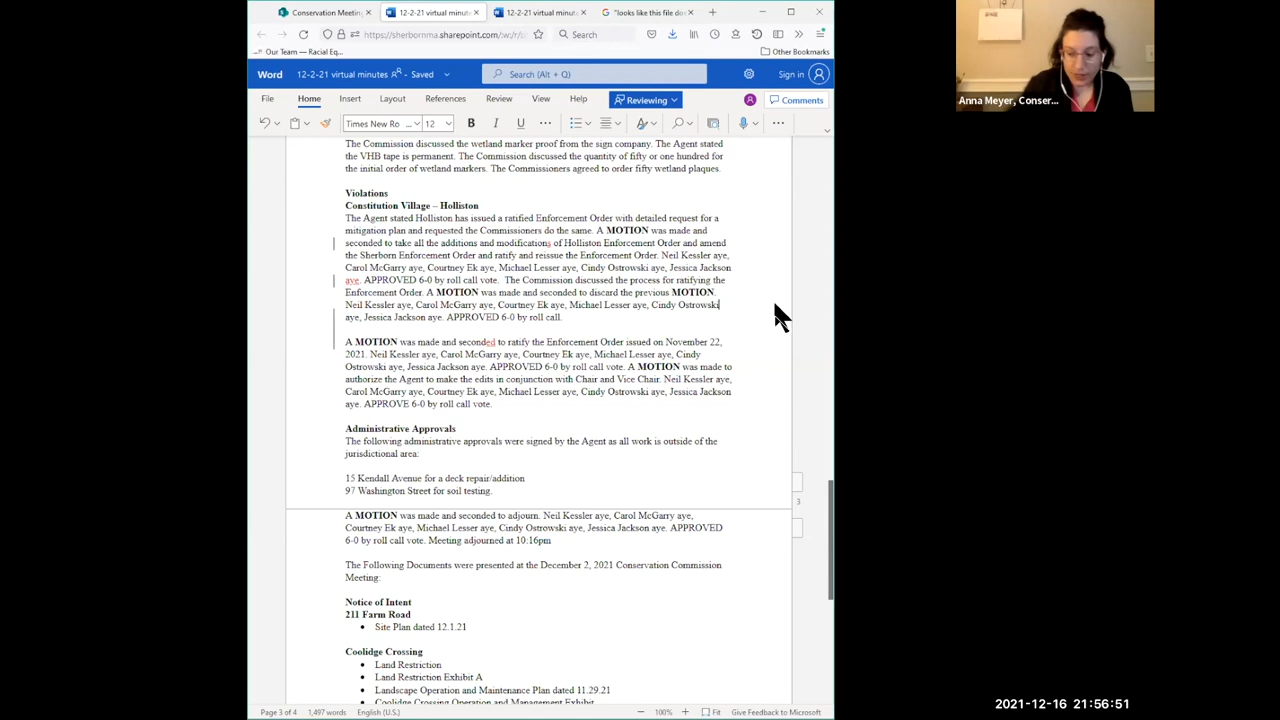 Conservation Meeting
12-2-21 virtual minute
12-2-21 virtual minute
"looks like this file do
https://sherbornma.sharepoint.com/:w:/r/s
Search
Our Team — Racial Eq...
Other Bookmarks
Word
12-2-21 virtual minutes - Saved
Search (Alt + Q)
Sign in
File
Home
Insert
Layout
References
Review
View
Help
Reviewing
Comments
Times New Ro ...
12
B
I
U
The Commission discussed the wetland marker proof from the sign company. The Agent stated
the VHB tape is permanent. The Commission discussed the quantity of fifty or one hundred for
the initial order of wetland markers. The Commissioners agreed to order fifty wetland plaques.
Violations
Constitution Village – Holliston
The Agent stated Holliston has issued a ratified Enforcement Order with detailed request for a
mitigation plan and requested the Commissioners do the same. A MOTION was made and
seconded to take all the additions and modifications of Holliston Enforcement Order and amend
the Sherborn Enforcement Order and ratify and reissue the Enforcement Order. Neil Kessler aye,
Carol McGarry aye, Courtney Ek aye, Michael Lesser aye, Cindy Ostrowski aye, Jessica Jackson
aye. APPROVED 6-0 by roll call vote. The Commission discussed the process for ratifying the
Enforcement Order. A MOTION was made and seconded to discard the previous MOTION.
Neil Kessler aye, Carol McGarry aye, Courtney Ek aye, Michael Lesser aye, Cindy Ostrowski
aye, Jessica Jackson aye. APPROVED 6-0 by roll call.
A MOTION was made and seconded to ratify the Enforcement Order issued on November 22,
2021. Neil Kessler aye, Carol McGarry aye, Courtney Ek aye, Michael Lesser aye, Cindy
Ostrowski aye, Jessica Jackson aye. APPROVED 6-0 by roll call vote. A MOTION was made to
authorize the Agent to make the edits in conjunction with Chair and Vice Chair. Neil Kessler aye,
Carol McGarry aye, Courtney Ek aye, Michael Lesser aye, Cindy Ostrowski aye, Jessica Jackson
aye. APPROVE 6-0 by roll call vote.
Administrative Approvals
The following administrative approvals were signed by the Agent as all work is outside of the
jurisdictional area:
15 Kendall Avenue for a deck repair/addition
97 Washington Street for soil testing.
3
A MOTION was made and seconded to adjourn. Neil Kessler aye, Carol McGarry aye,
Courtney Ek aye, Michael Lesser aye, Cindy Ostrowski aye, Jessica Jackson aye. APPROVED
6-0 by roll call vote. Meeting adjourned at 10:16pm
The Following Documents were presented at the December 2, 2021 Conservation Commission
Meeting:
Notice of Intent
211 Farm Road
• Site Plan dated 12.1.21
Coolidge Crossing
• Land Restriction
• Land Restriction Exhibit A
• Landscape Operation and Maintenance Plan dated 11.29.21
• Coolidge Crossing Operation and Management Exhibit
Page 3 of 4
1,497 words
English (U.S.)
100%
Fit
Give Feedback to Microsoft
Anna Meyer, Conser...
2021-12-16 21:56:51